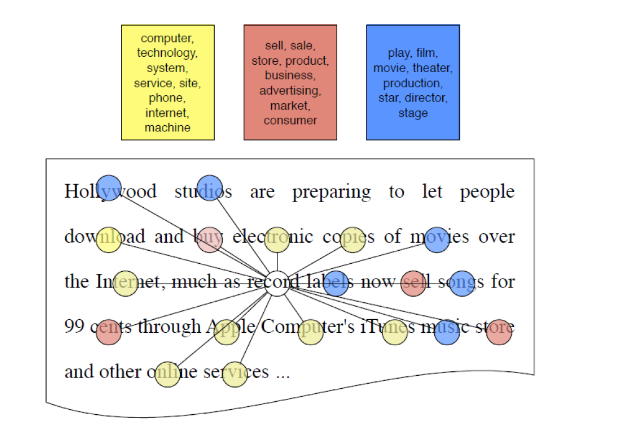 computer,
technology,
system,
service, site,
phone,
internet,
machine
sell, sale,
store, product,
business,
advertising,
market,
consumer
play, film,
movie, theater,
production,
star, director,
stage
Hollywood studios are preparing to let people
download and buy electronic copies of movies over
the Internet, much as record labels now sell songs for
99 cents through Apple Computer's iTunes music store
and other online services ...